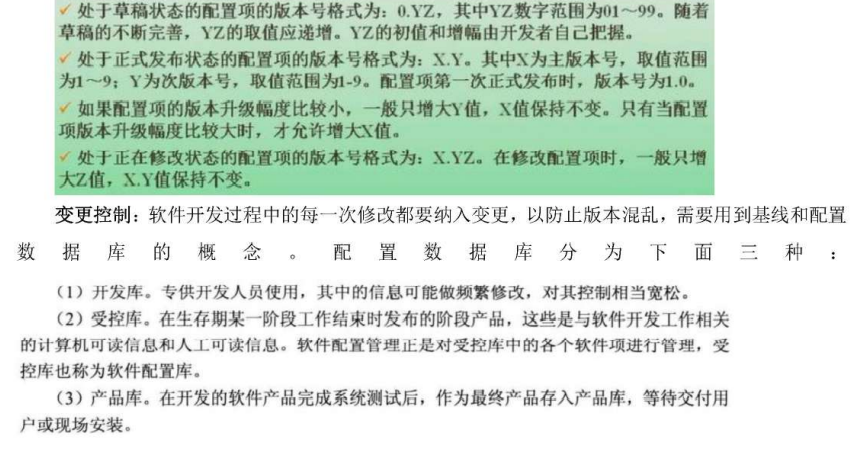 ✓ 处于草稿状态的配置项的版本号格式为：0.YZ，其中YZ数字范围为01～99。随着
草稿的不断完善，YZ的取值应递增。YZ的初值和增幅由开发者自己把握。
✓ 处于正式发布状态的配置项的版本号格式为：X.Y。其中X为主版本号，取值范围
为1～9；Y为次版本号，取值范围为1-9。配置项第一次正式发布时，版本号为1.0。
✓ 如果配置项的版本升级幅度比较小，一般只增大Y值，X值保持不变。只有当配置
项版本升级幅度比较大时，才允许增大X值。
✓ 处于正在修改状态的配置项的版本号格式为：X.YZ。在修改配置项时，一般只增
大Z值，X.Y值保持不变。
变更控制：软件开发过程中的每一次修改都要纳入变更，以防止版本混乱，需要用到基线和配置
数据库的概念。配置数据库分为下面三种：
（1）开发库。专供开发人员使用，其中的信息可能做频繁修改，对其控制相当宽松。
（2）受控库。在生存期某一阶段工作结束时发布的阶段产品，这些是与软件开发工作相关
的计算机可读信息和人工可读信息。软件配置管理正是对受控库中的各个软件项进行管理，受
控库也称为软件配置库。
（3）产品库。在开发的软件产品完成系统测试后，作为最终产品存入产品库，等待交付用
户或现场安装。